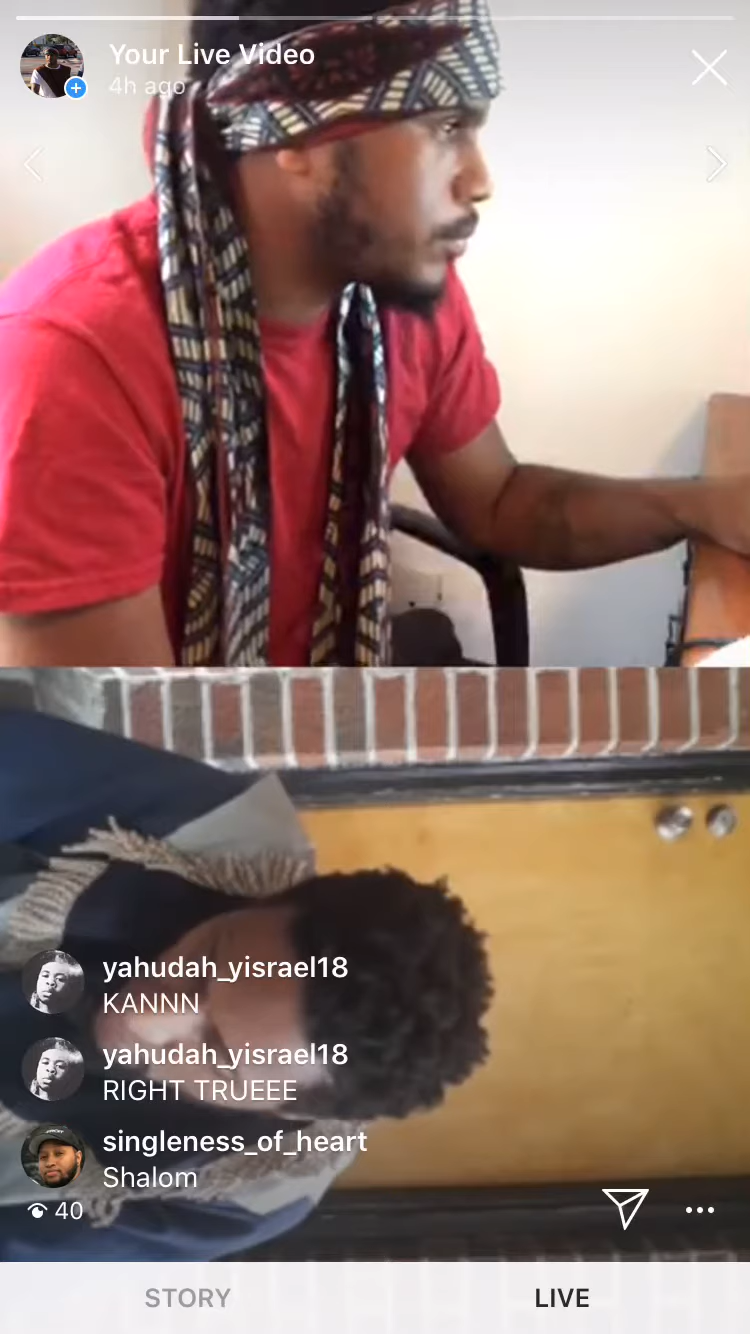 Your Live Video
4h ago
yahudah_yisrael18
KANNN
yahudah_yisrael18
RIGHT TRUEEE
singleness_of_heart
Shalom
40
STORY
LIVE